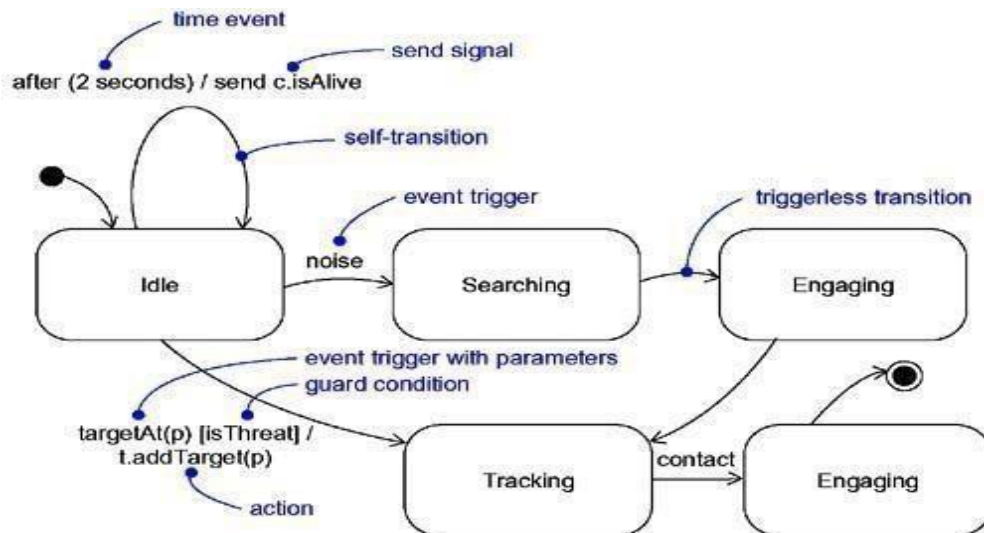 time event
send signal
after (2 seconds) / send c.isAlive
self-transition
event trigger
triggerless transition
noise
Idle
Searching
Engaging
event trigger with parameters
guard condition
targetAt(p) [isThreat] /
t.addTarget(p)
contact
Tracking
Engaging
action